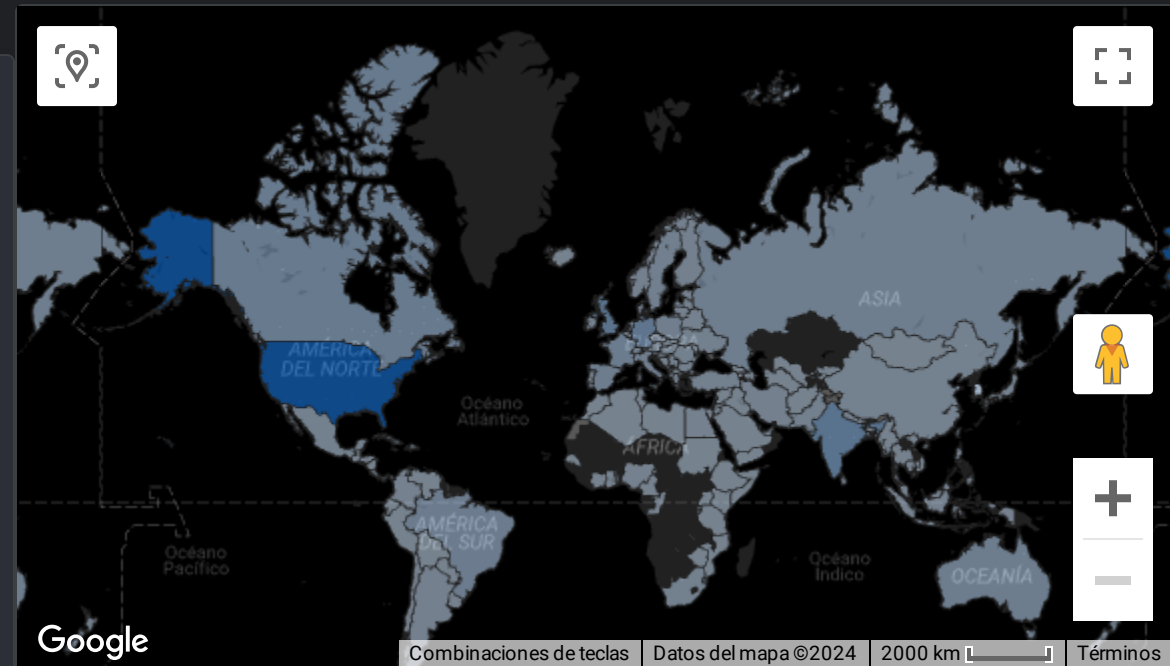 ASIA
AMÉRICA
DEL NORTE
Océano
Atlántico
ÁFRICA
AMÉRICA
DEL SUR
Océano
Pacífico
Océano
Índico
OCEANÍA
Google
Combinaciones de teclas
Datos del mapa ©2024
2000 km
Términos